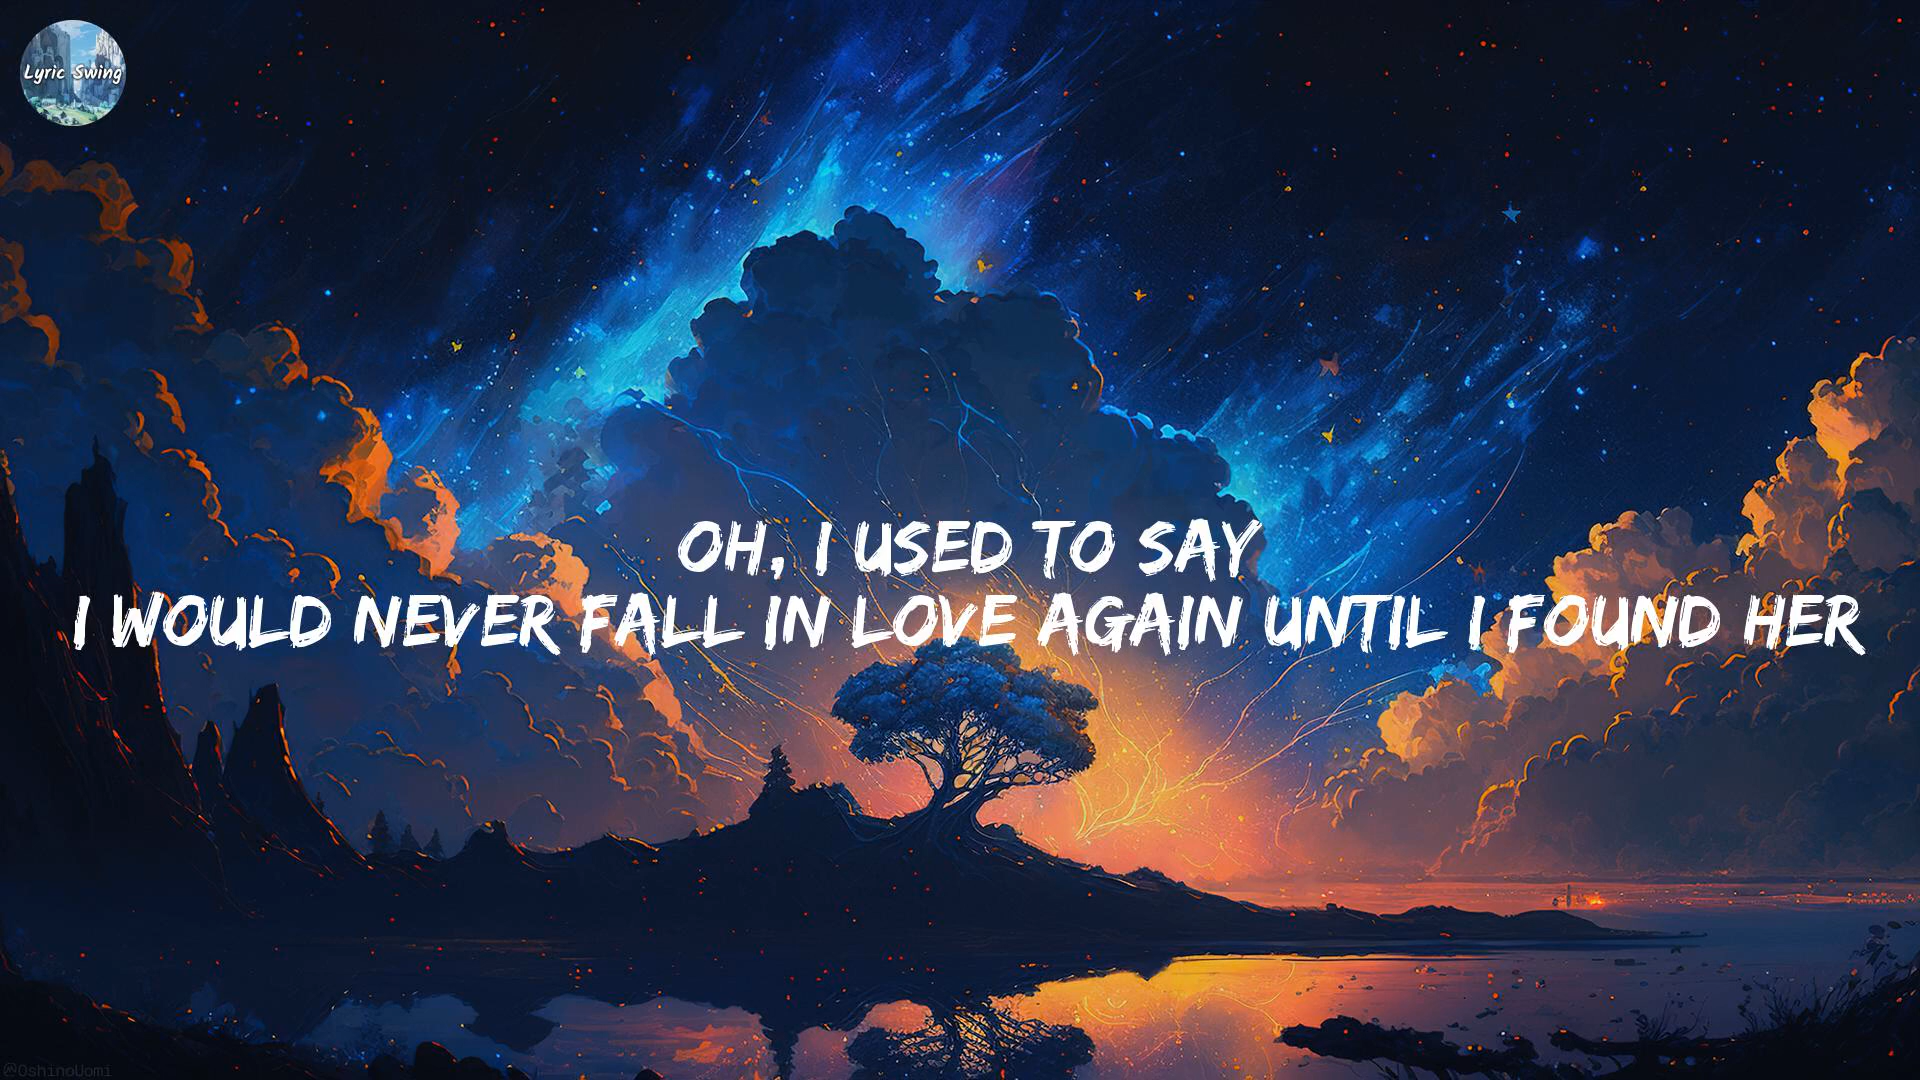 Lyric Swing
OH, I USED TO SAY
I WOULD NEVER FALL IN LOVE AGAIN UNTIL I FOUND HER
@OshinoUomi